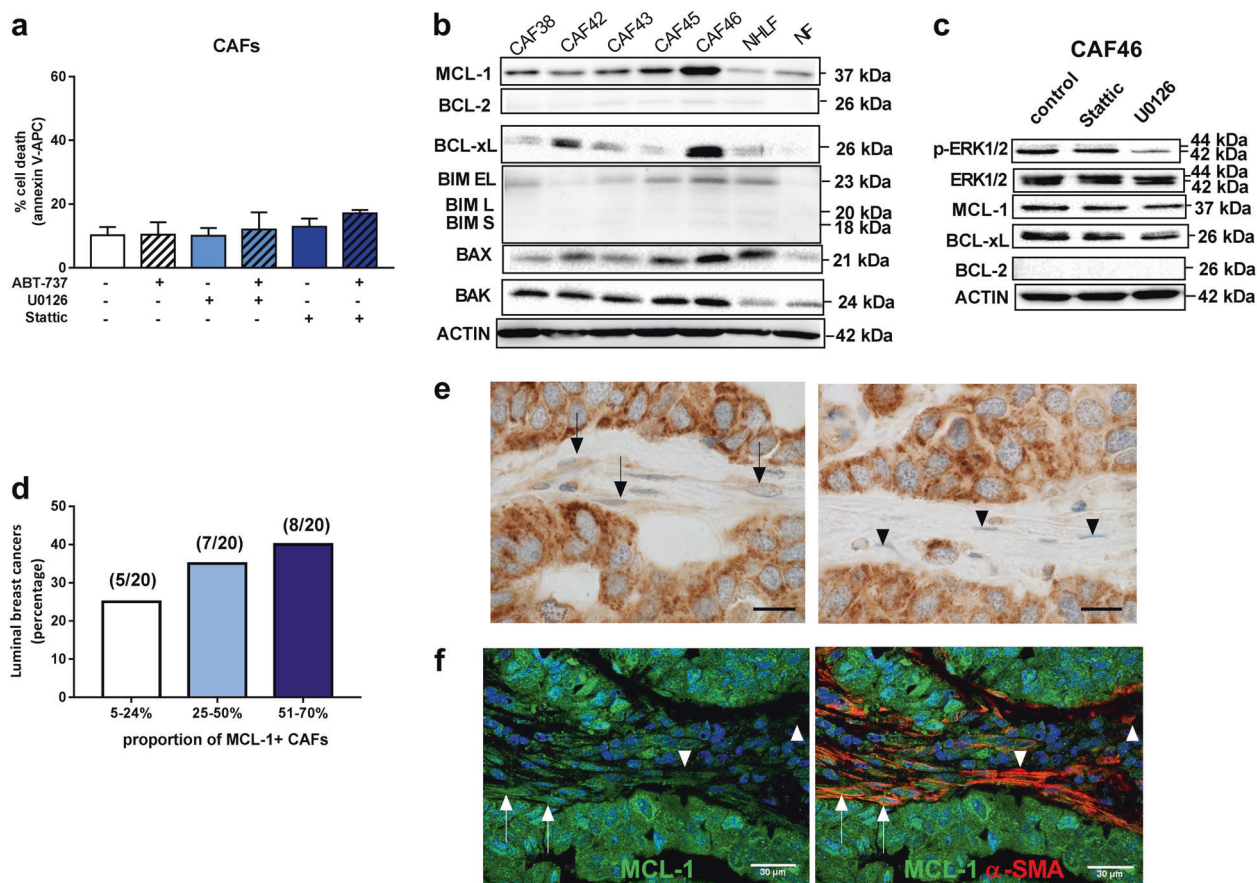 a
CAFs
% cell death
(annexin V-APC)
60
40
20
0
ABT-737 - + - + - +
U0126 - + +
Stattic - - + +
b
CAF38 CAF42 CAF43 CAF45 CAF46 NHLF NF
MCL-1 37 kDa
BCL-2 26 kDa
BCL-xL 26 kDa
BIM EL 23 kDa
BIM L 20 kDa
BIM S 18 kDa
BAX 21 kDa
BAK 24 kDa
ACTIN 42 kDa
c
CAF46
control Stattic U0126
p-ERK1/2 44 kDa
42 kDa
ERK1/2 44 kDa
42 kDa
MCL-1 37 kDa
BCL-xL 26 kDa
BCL-2 26 kDa
ACTIN 42 kDa
d
Luminal breast cancers
(percentage)
50
40
30
20
10
0
(5/20)
(7/20)
(8/20)
5-24% 25-50% 51-70%
proportion of MCL-1+ CAFs
e
f
MCL-1
30 µm
MCL-1 α-SMA
30 µm